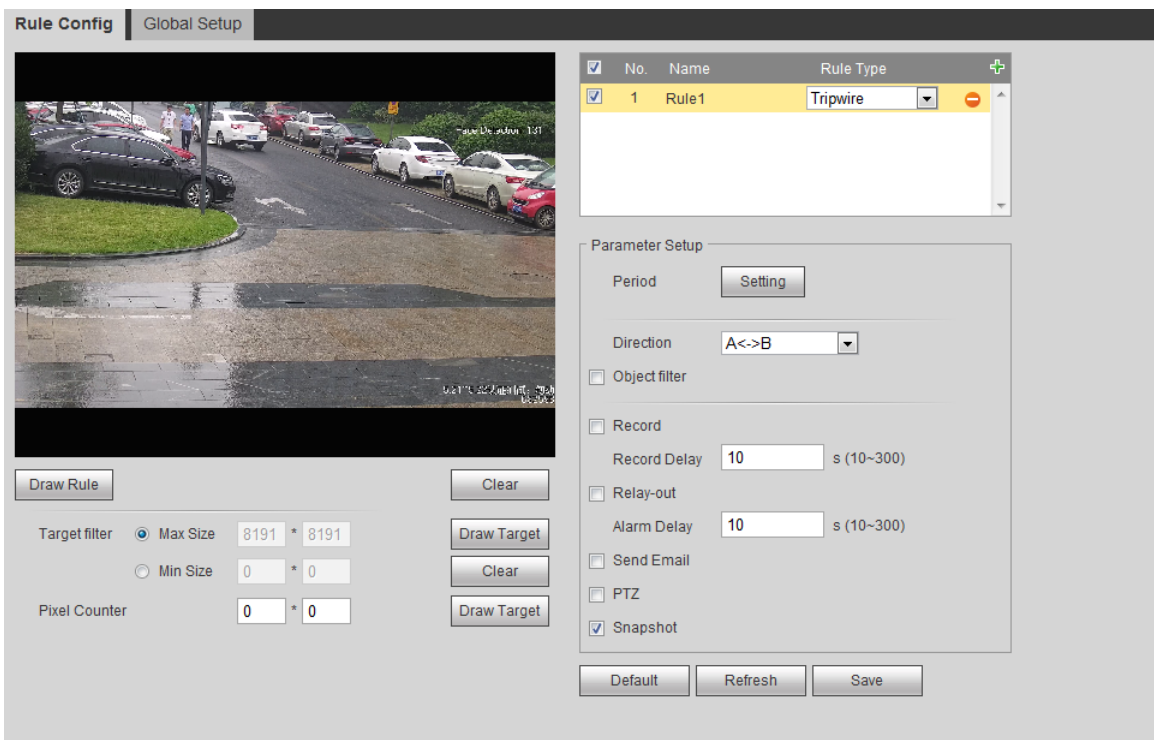 Rule Config Global Setup
No. Name Rule Type
1 Rule1 Tripwire
Parameter Setup
Period Setting
Direction A<->B
Object filter
Record
Record Delay 10 s (10~300)
Relay-out
Alarm Delay 10 s (10~300)
Send Email
PTZ
Snapshot
Default Refresh Save
Draw Rule Clear
Target filter Max Size 8191 * 8191 Draw Target
Min Size 0 * 0 Clear
Pixel Counter 0 * 0 Draw Target